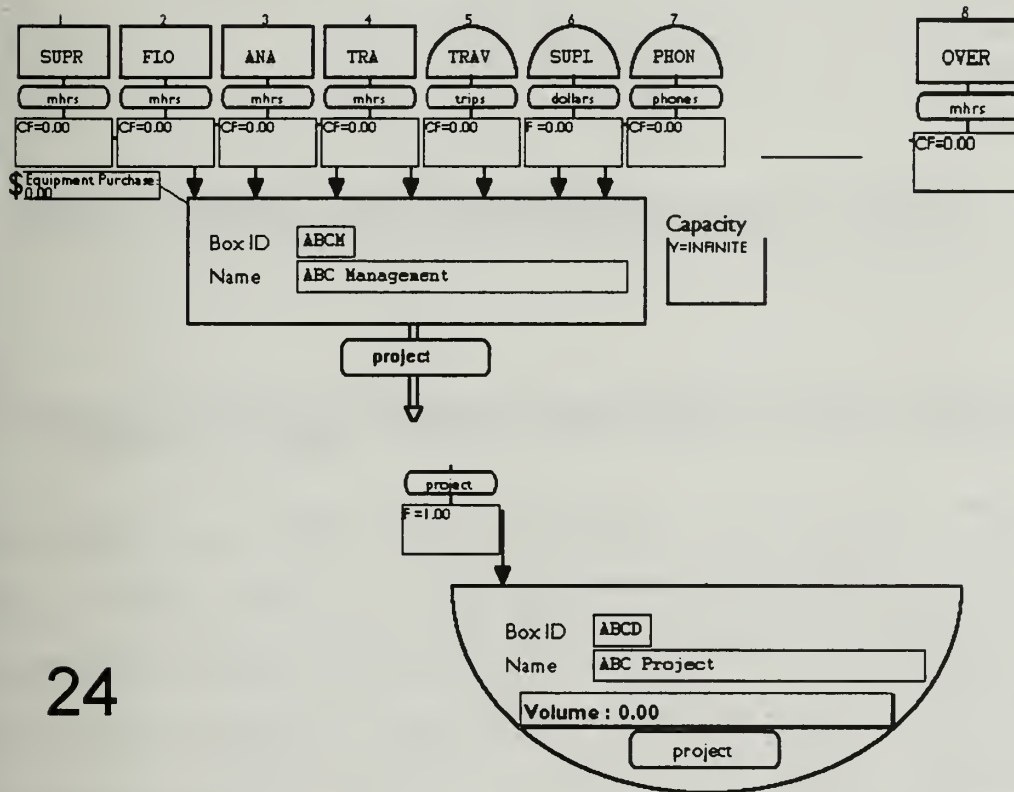 1 2 3 4 5 6 7 8
SUPR FLO ANA TRA TRAV SUPL PHON OVER
mhrs mhrs mhrs mhrs trips dollars phones mhrs
CF=0.00 CF=0.00 CF=0.00 CF=0.00 CF=0.00 F =0.00 CF=0.00 CF=0.00
$ Equipment Purchase:
0.00
Capacity
Y=INFINITE
Box ID ABCM
Name ABC Management
project
project
F =1.00
Box ID ABCD
Name ABC Project
Volume : 0.00
project
24